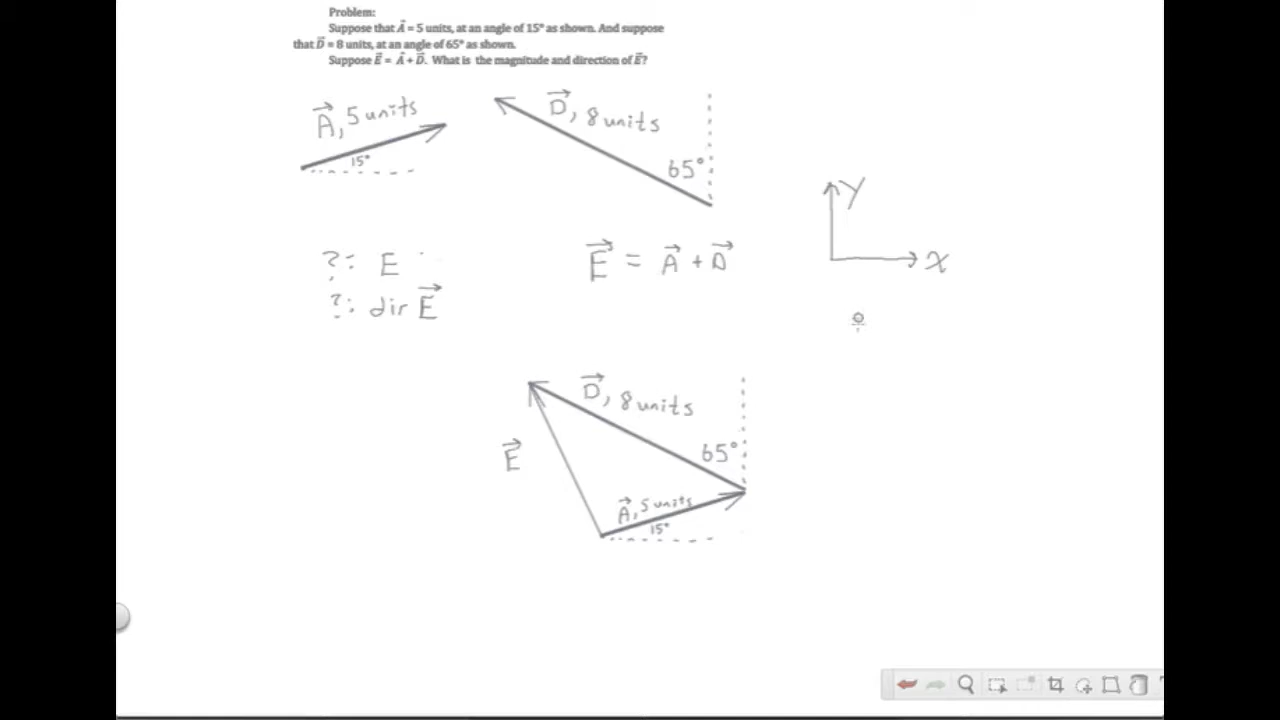 Problem:
Suppose that A⃗ = 5 units, at an angle of 15° as shown. And suppose
that D⃗ = 8 units, at an angle of 65° as shown.
Suppose E⃗ = A⃗ + D⃗. What is the magnitude and direction of E⃗?
A⃗, 5 units
15°
D⃗, 8 units
65°
Y
X
?: E
?: dir E⃗
E⃗ = A⃗ + D⃗
D⃗, 8 units
65°
E⃗
A⃗, 5 units
15°